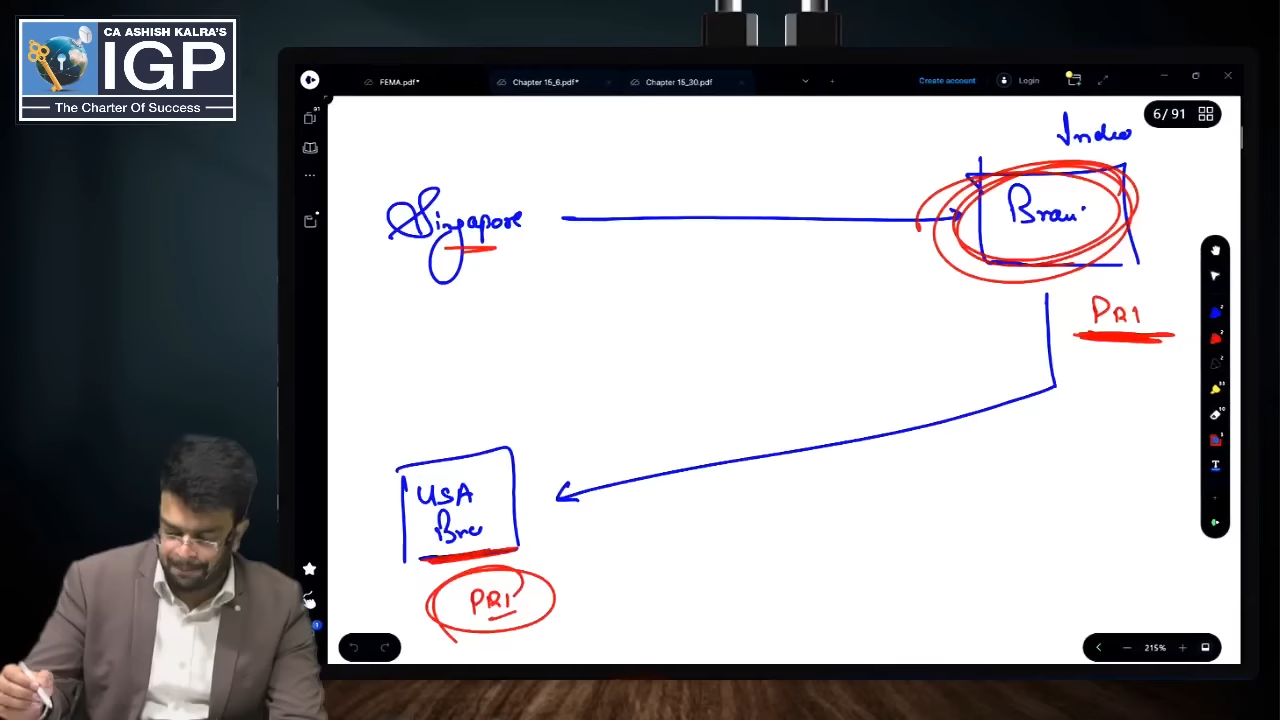 CA ASHISH KALRA'S
IGP
The Charter Of Success
FEMA.pdf*
Chapter 15_6.pdf*
Chapter 15_30.pdf
Create account
Login
91
6/91
India
Singapore
Bran
PRI
USA
Bra
PRI
215%